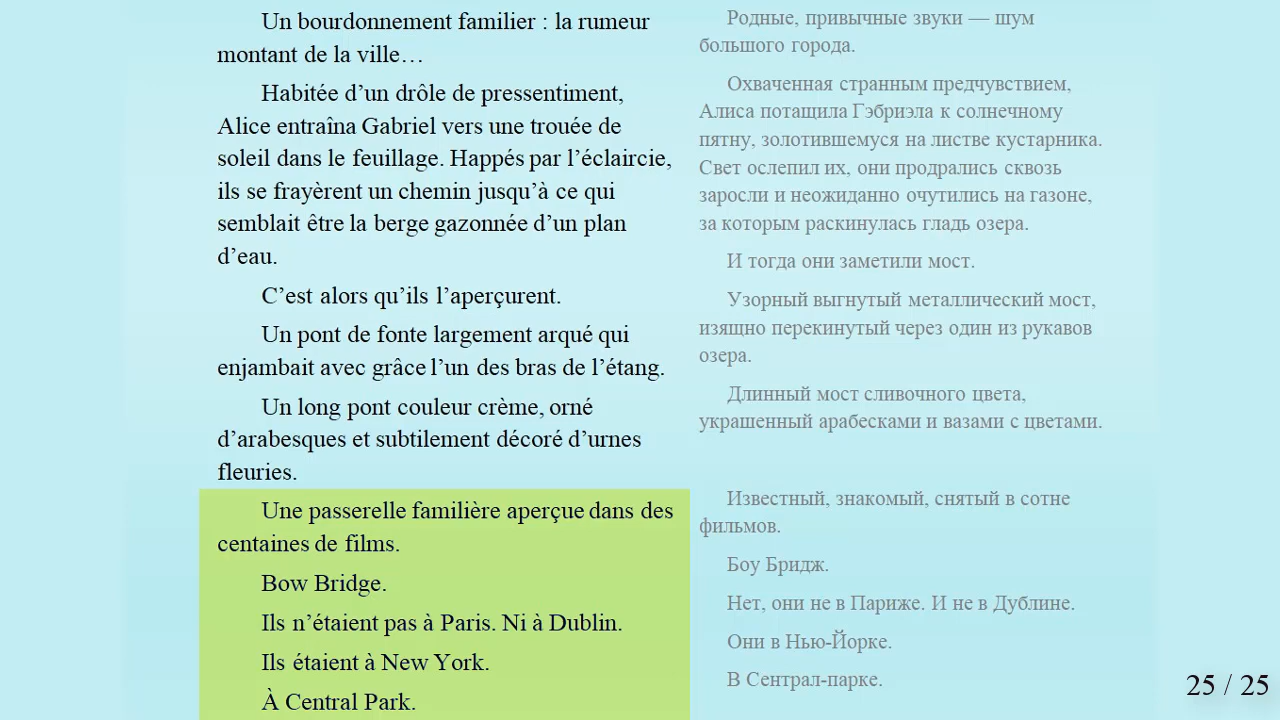 Un bourdonnement familier : la rumeur
montant de la ville…
Habitée d’un drôle de pressentiment,
Alice entraîna Gabriel vers une trouée de
soleil dans le feuillage. Happés par l’éclaircie,
ils se frayèrent un chemin jusqu’à ce qui
semblait être la berge gazonnée d’un plan
d’eau.
C’est alors qu’ils l’aperçurent.
Un pont de fonte largement arqué qui
enjambait avec grâce l’un des bras de l’étang.
Un long pont couleur crème, orné
d’arabesques et subtilement décoré d’urnes
fleuries.
Une passerelle familière aperçue dans des
centaines de films.
Bow Bridge.
Ils n’étaient pas à Paris. Ni à Dublin.
Ils étaient à New York.
À Central Park.
Родные, привычные звуки — шум
большого города.
Охваченная странным предчувствием,
Алиса потащила Гэбриэла к солнечному
пятну, золотившемуся на листве кустарника.
Свет ослепил их, они продрались сквозь
заросли и неожиданно очутились на газоне,
за которым раскинулась гладь озера.
И тогда они заметили мост.
Узорный выгнутый металлический мост,
изящно перекинутый через один из рукавов
озера.
Длинный мост сливочного цвета,
украшенный арабесками и вазами с цветами.
Известный, знакомый, снятый в сотне
фильмов.
Боу Бридж.
Нет, они не в Париже. И не в Дублине.
Они в Нью-Йорке.
В Сентрал-парке.
25 / 25